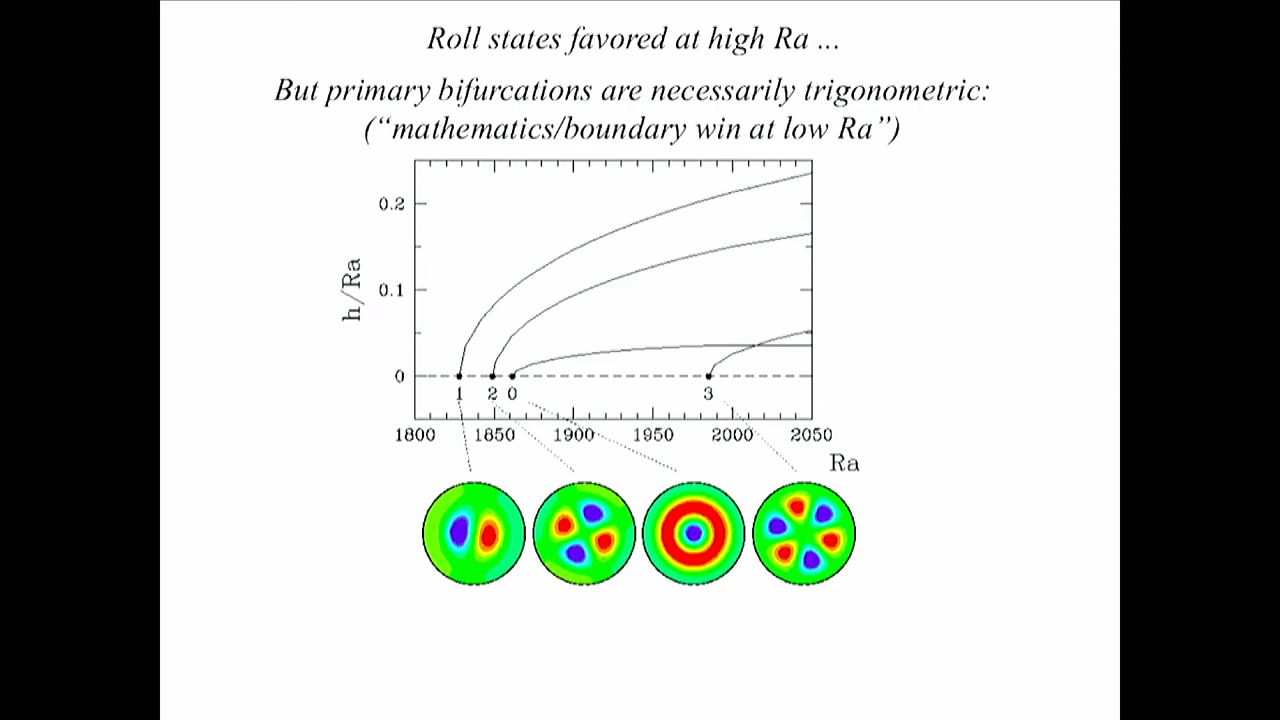 Roll states favored at high Ra ...
But primary bifurcations are necessarily trigonometric:
(“mathematics/boundary win at low Ra”)
0.2
0.1
0
h/Ra
1 2 0 3
1800 1850 1900 1950 2000 2050
Ra